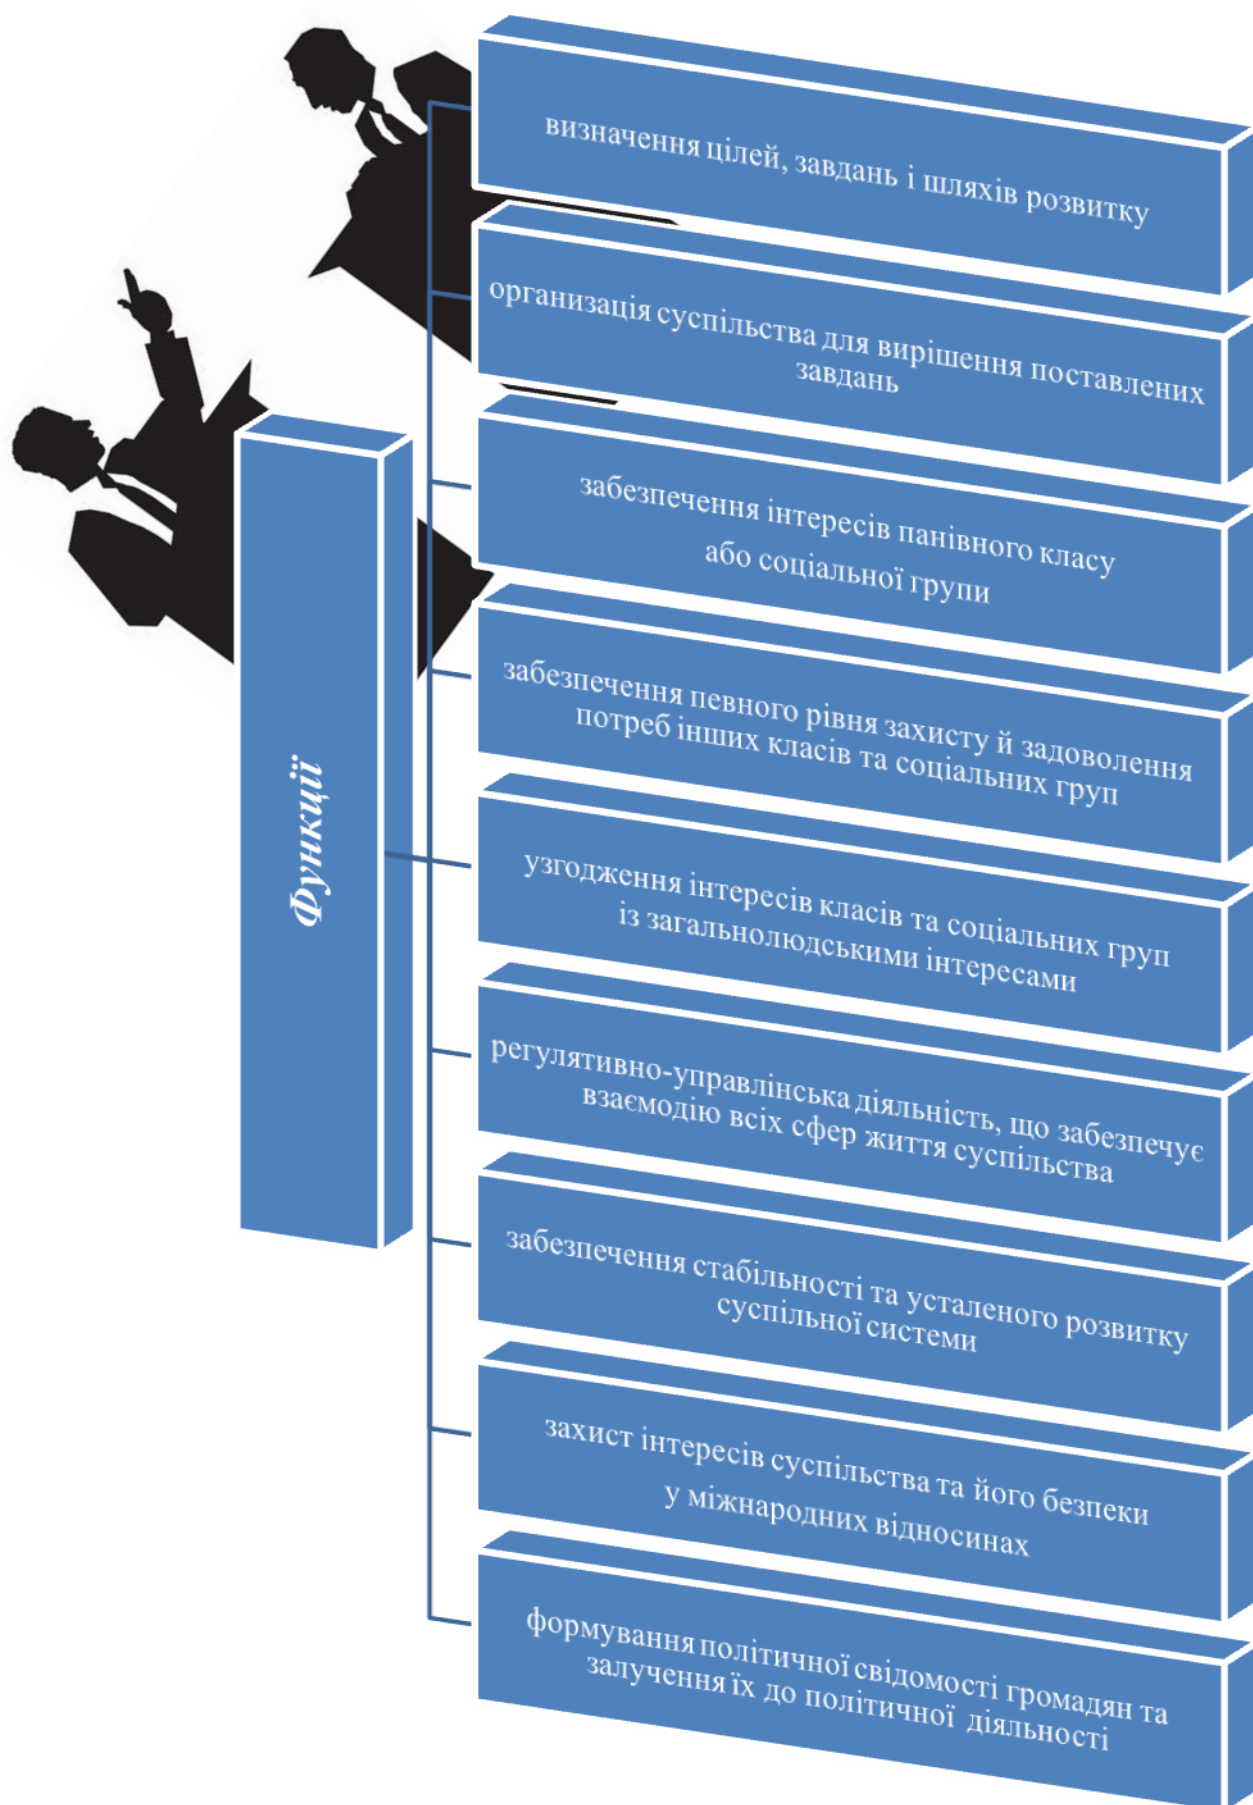 Функції
визначення цілей, завдань і шляхів розвитку
організація суспільства для вирішення поставлених
завдань
забезпечення інтересів панівного класу
або соціальної групи
забезпечення певного рівня захисту й задоволення
потреб інших класів та соціальних груп
узгодження інтересів класів та соціальних груп
із загальнолюдськими інтересами
регулятивно-управлінська діяльність, що забезпечує
взаємодію всіх сфер життя суспільства
забезпечення стабільності та усталеного розвитку
суспільної системи
захист інтересів суспільства та його безпеки
у міжнародних відносинах
формування політичної свідомості громадян та
залучення їх до політичної діяльності